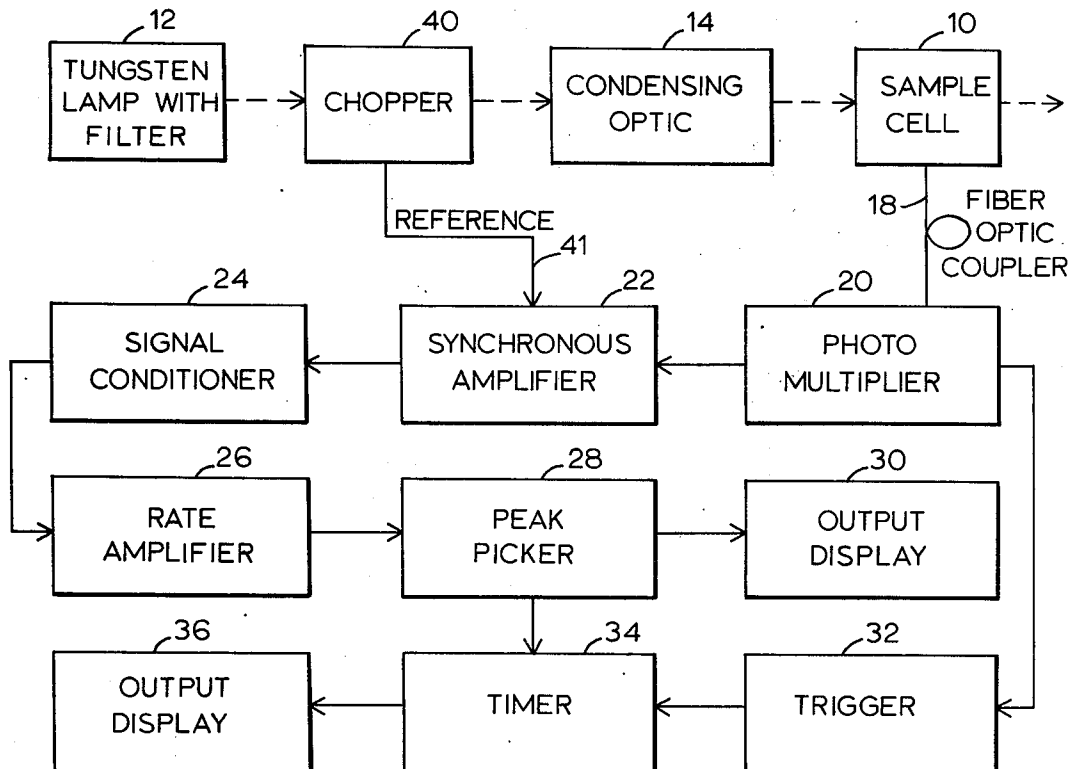 12
40
14
10
TUNGSTEN
LAMP WITH
FILTER
CHOPPER
CONDENSING
OPTIC
SAMPLE
CELL
18
FIBER
OPTIC
COUPLER
REFERENCE
41
24
22
20
SIGNAL
CONDITIONER
SYNCHRONOUS
AMPLIFIER
PHOTO
MULTIPLIER
26
28
30
RATE
AMPLIFIER
PEAK
PICKER
OUTPUT
DISPLAY
36
34
32
OUTPUT
DISPLAY
TIMER
TRIGGER